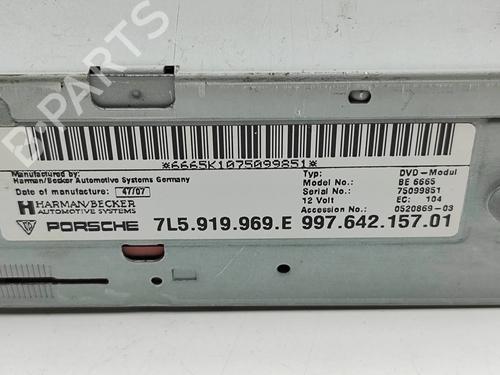 B-PARTS
*6665K1075099851*
Manufactured by:
Harman/Becker Automotive Systems Germany
Date of manufacture: 47/07
HARMAN/BECKER
AUTOMOTIVE SYSTEMS
Typ: DVD-Modul
Model No.: BE 6665
Serial No.: 75099851
12 Volt EC: 104
Accession No.: 0520869-03
PORSCHE 7L5.919.969.E 997.642.157.01